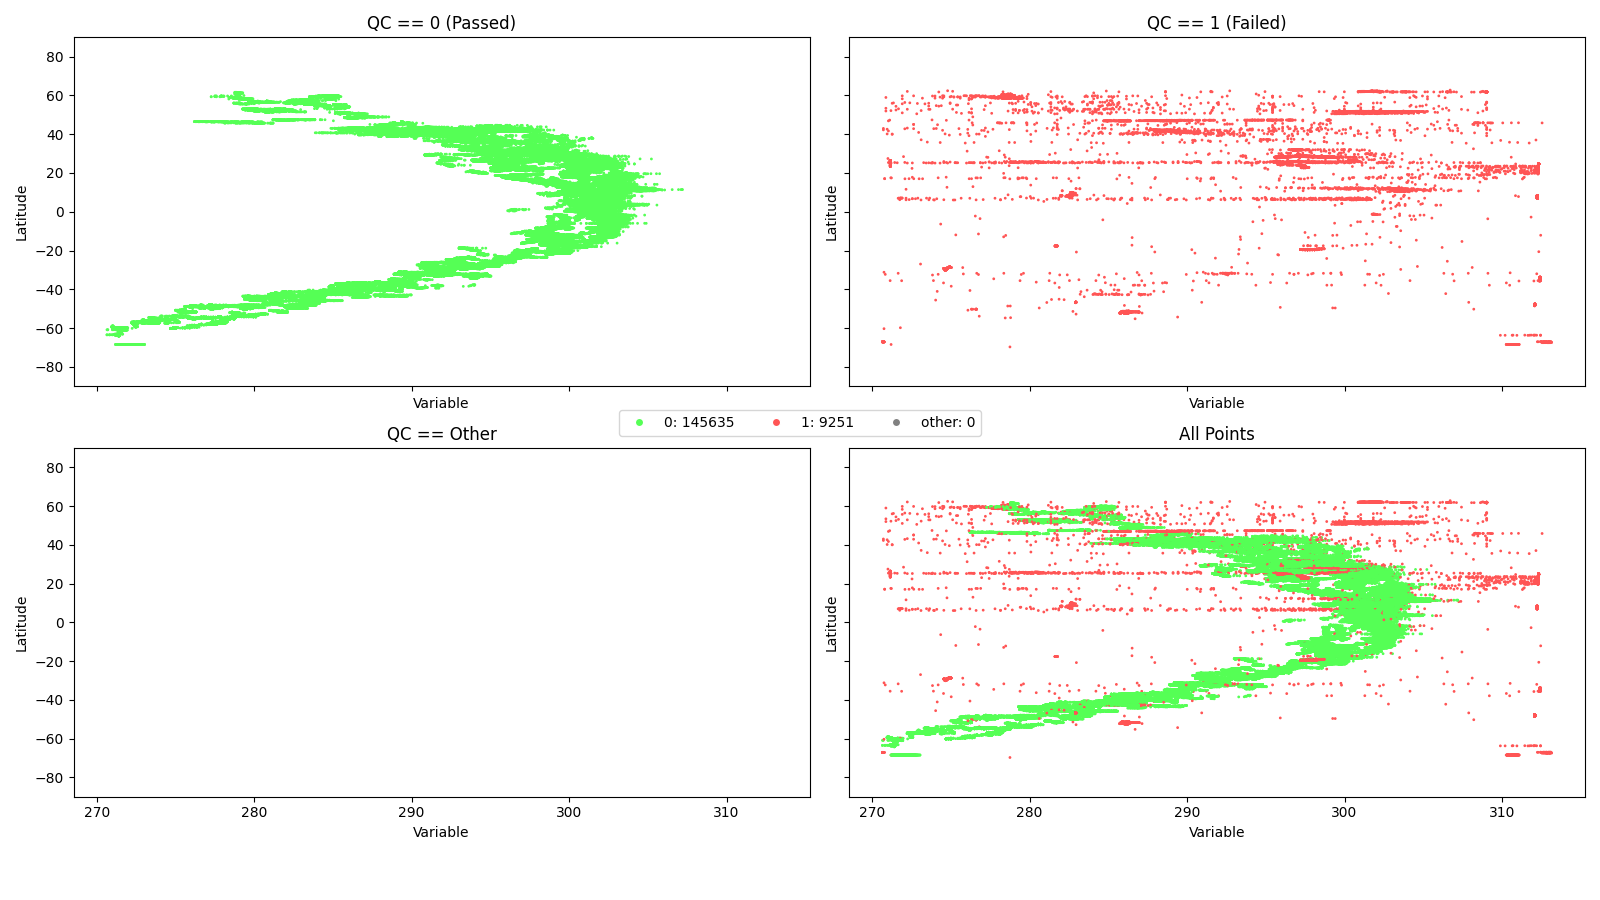 QC == 0 (Passed)
QC == 1 (Failed)
80
60
40
20
0
−20
−40
−60
−80
Latitude
Latitude
Variable
Variable
0: 145635
1: 9251
other: 0
QC == Other
All Points
80
60
40
20
0
−20
−40
−60
−80
Latitude
Latitude
270
280
290
300
310
270
280
290
300
310
Variable
Variable